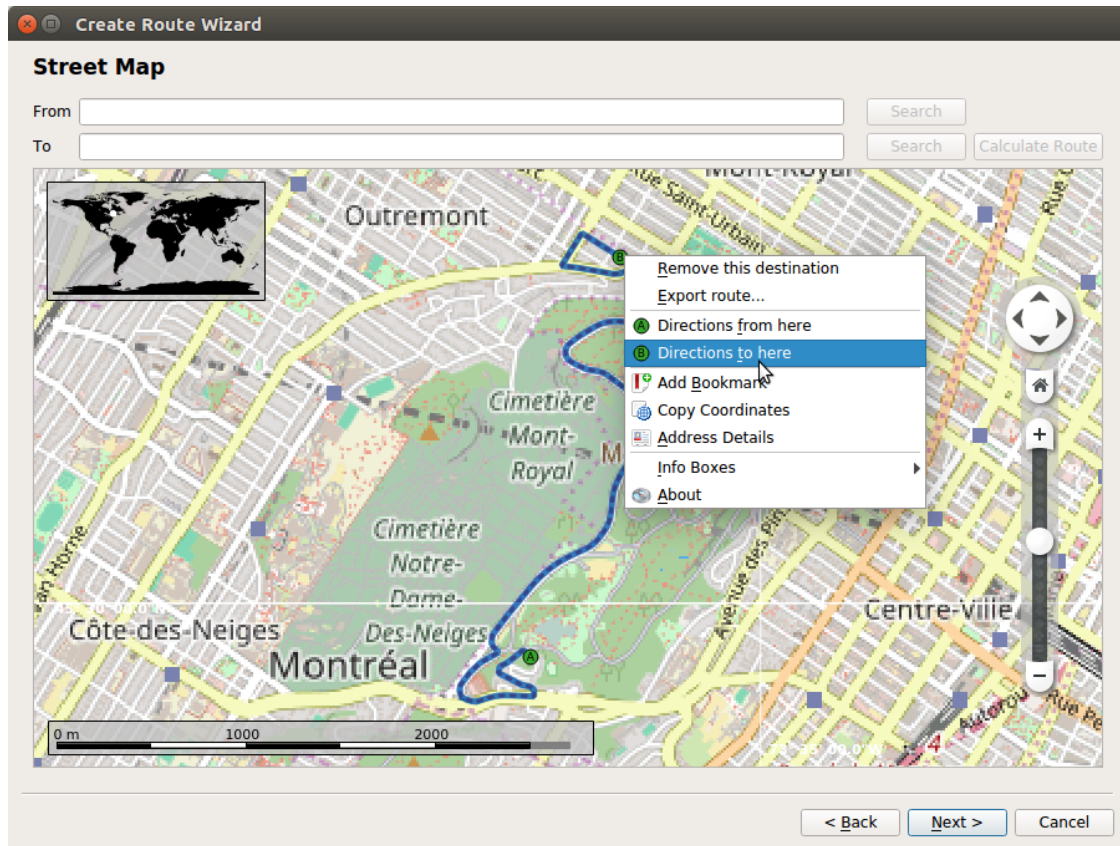 Create Route Wizard
Street Map
From
Search
To
Search
Calculate Route
Mont-Royal
Outremont
Rue Saint-Urbain
B
Remove this destination
Export route...
A Directions from here
B Directions to here
Add Bookmark
Copy Coordinates
Address Details
Info Boxes
About
Cimetière
Mont-
Royal
M
+
Cimetière
Notre-
Dame-
Des-Neiges
Avenue des Pin
Centre-Ville
Côte-des-Neiges
Montréal
A
−
0 m 1000 2000
4
< Back
Next >
Cancel